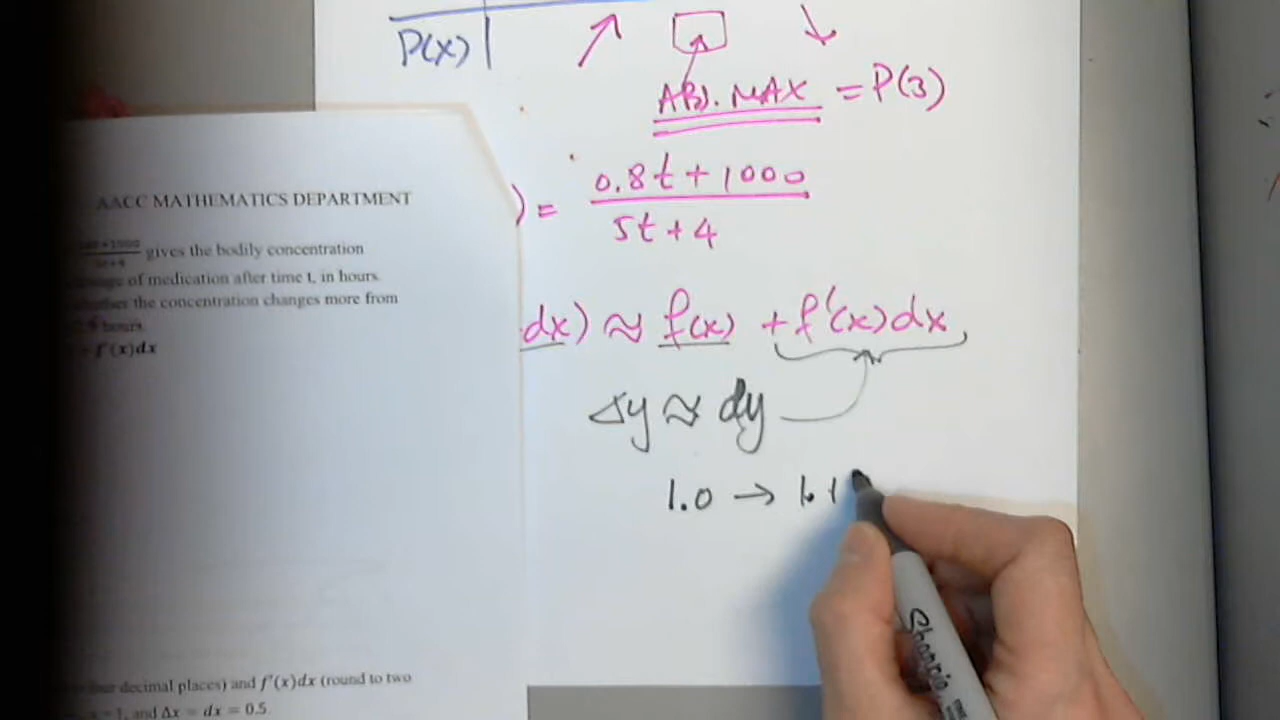 P(x)
ABS. MAX = P(3)
) = 0.8t + 1000
5t + 4
dx) ≈ f(x) + f'(x)dx
Δy ≈ dy
1.0 → 1.1
AACC MATHEMATICS DEPARTMENT
gives the bodily concentration
of medication after time t, in hours.
the concentration changes more from
hours.
f'(x)dx
decimal places) and f'(x)dx (round to two
= 1, and Δx = dx = 0.5.
Sharpie